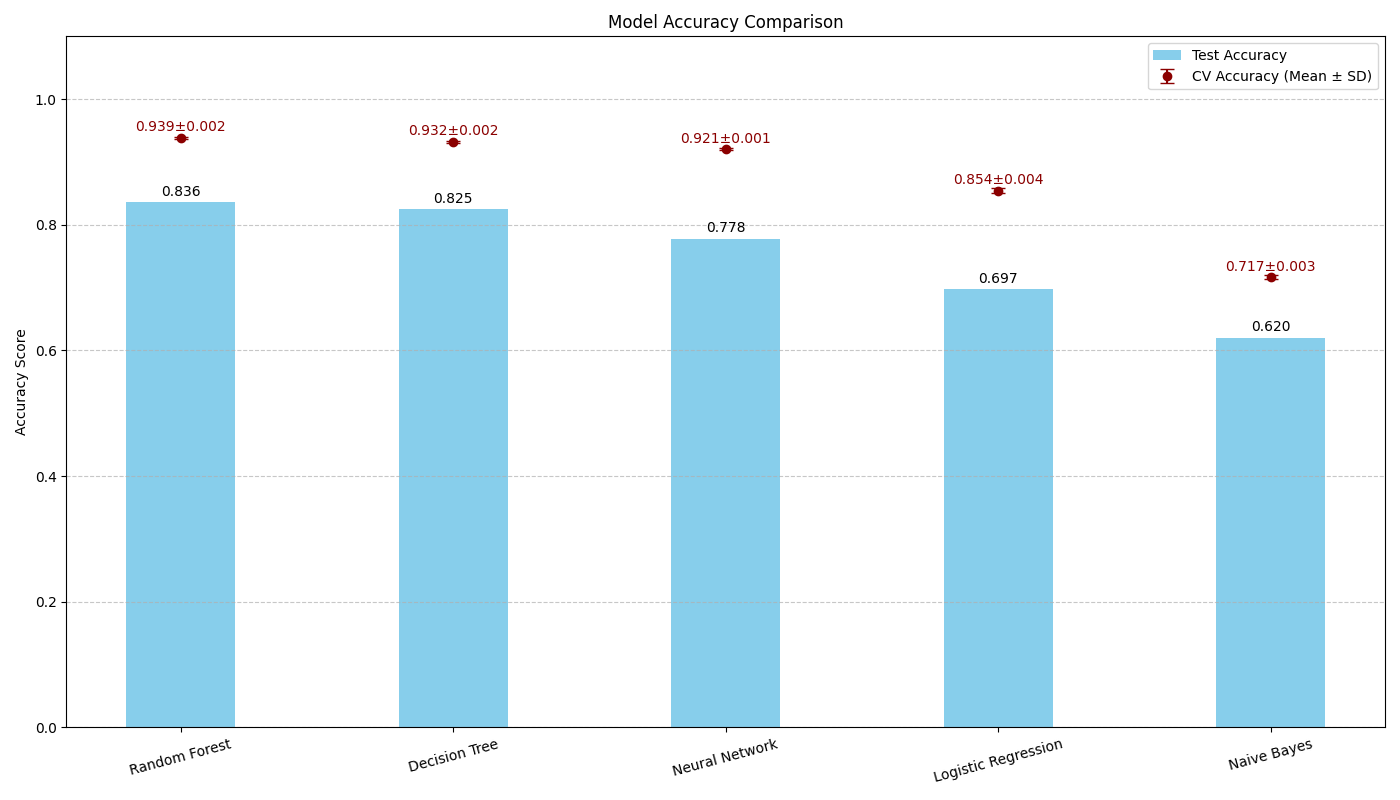 Model Accuracy Comparison
Test Accuracy
CV Accuracy (Mean ± SD)
Accuracy Score
1.0
0.8
0.6
0.4
0.2
0.0
0.939±0.002
0.932±0.002
0.921±0.001
0.854±0.004
0.717±0.003
0.836
0.825
0.778
0.697
0.620
Random Forest
Decision Tree
Neural Network
Logistic Regression
Naive Bayes